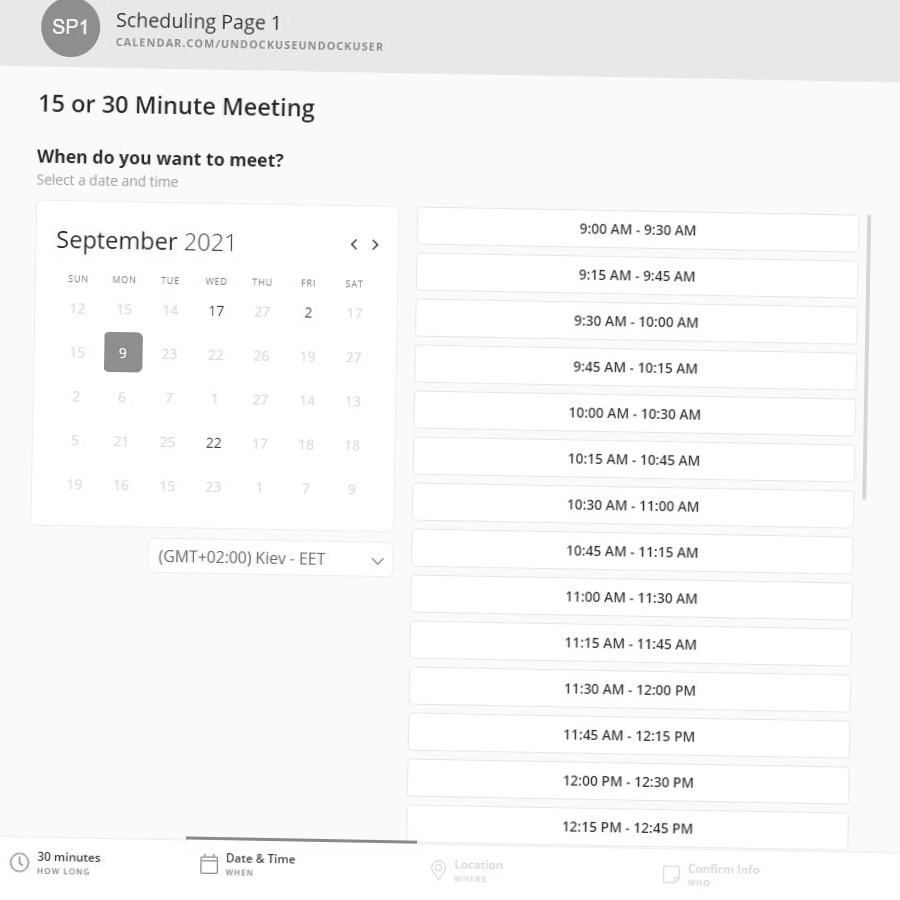 SP1
Scheduling Page 1
CALENDAR.COM/UNDOCKUSEUNDOCKUSER
15 or 30 Minute Meeting
When do you want to meet?
Select a date and time
September 2021
SUN MON TUE WED THU FRI SAT
12 15 14 17 27 2 17
15 9 23 22 26 19 27
2 6 7 1 27 14 13
5 21 25 22 17 18 18
19 16 15 23 1 7 9
(GMT+02:00) Kiev - EET
9:00 AM - 9:30 AM
9:15 AM - 9:45 AM
9:30 AM - 10:00 AM
9:45 AM - 10:15 AM
10:00 AM - 10:30 AM
10:15 AM - 10:45 AM
10:30 AM - 11:00 AM
10:45 AM - 11:15 AM
11:00 AM - 11:30 AM
11:15 AM - 11:45 AM
11:30 AM - 12:00 PM
11:45 AM - 12:15 PM
12:00 PM - 12:30 PM
12:15 PM - 12:45 PM
30 minutes
HOW LONG
Date & Time
WHEN
Location
WHERE
Confirm Info
WHO